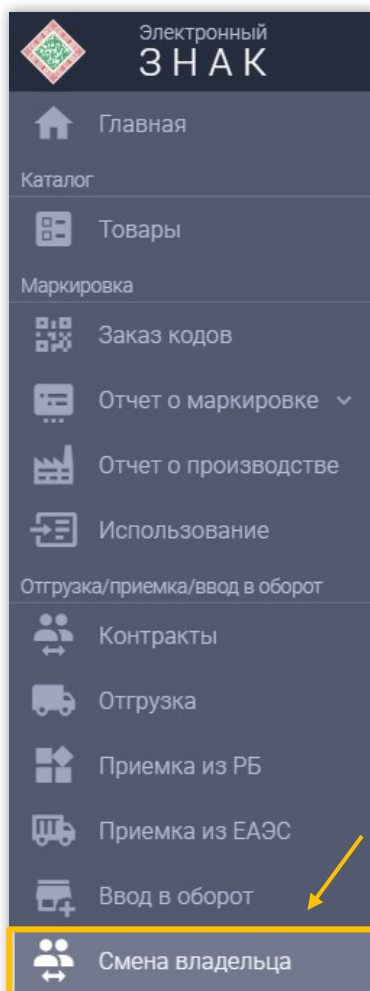 Электронный
ЗНАК
Главная
Каталог
Товары
Маркировка
Заказ кодов
Отчет о маркировке
Отчет о производстве
Использование
Отгрузка/приемка/ввод в оборот
Контракты
Отгрузка
Приемка из РБ
Приемка из ЕАЭС
Ввод в оборот
Смена владельца